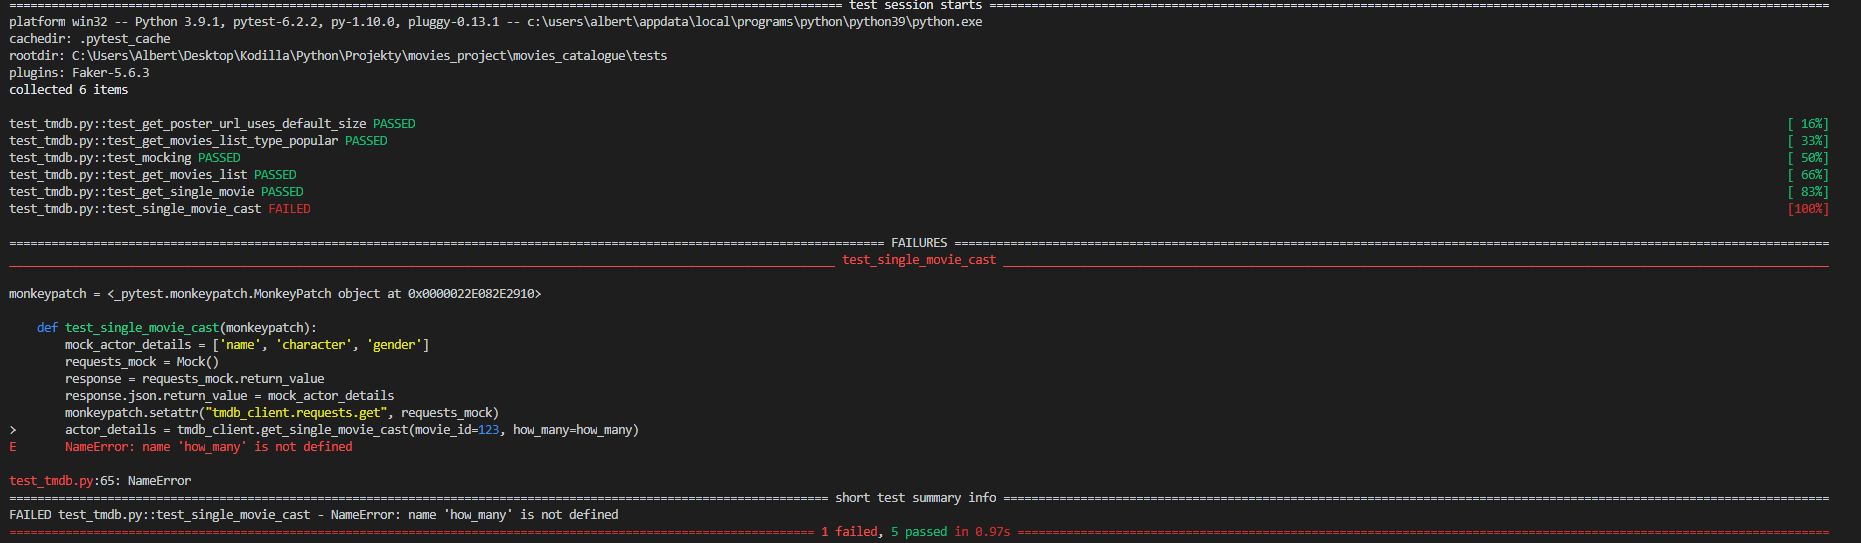 test session starts
platform win32 -- Python 3.9.1, pytest-6.2.2, py-1.10.0, pluggy-0.13.1 -- c:\users\albert\appdata\local\programs\python\python39\python.exe
cachedir: .pytest_cache
rootdir: C:\Users\Albert\Desktop\Kodilla\Python\Projekty\movies_project\movies_catalogue\tests
plugins: Faker-5.6.3
collected 6 items
test_tmdb.py::test_get_poster_url_uses_default_size PASSED [ 16%]
test_tmdb.py::test_get_movies_list_type_popular PASSED [ 33%]
test_tmdb.py::test_mocking PASSED [ 50%]
test_tmdb.py::test_get_movies_list PASSED [ 66%]
test_tmdb.py::test_get_single_movie PASSED [ 83%]
test_tmdb.py::test_single_movie_cast FAILED [100%]
FAILURES
test_single_movie_cast
monkeypatch = <_pytest.monkeypatch.MonkeyPatch object at 0x0000022E082E2910>
def test_single_movie_cast(monkeypatch):
mock_actor_details = ['name', 'character', 'gender']
requests_mock = Mock()
response = requests_mock.return_value
response.json.return_value = mock_actor_details
monkeypatch.setattr("tmdb_client.requests.get", requests_mock)
> actor_details = tmdb_client.get_single_movie_cast(movie_id=123, how_many=how_many)
E NameError: name 'how_many' is not defined
test_tmdb.py:65: NameError
short test summary info
FAILED test_tmdb.py::test_single_movie_cast - NameError: name 'how_many' is not defined
1 failed, 5 passed in 0.97s